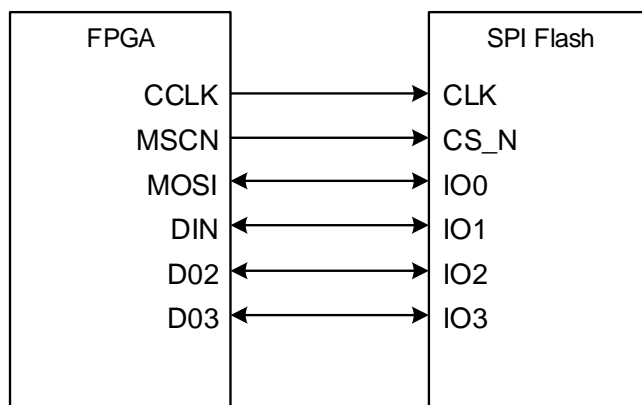 FPGA SPI Flash
CCLK CLK
MSCN CS_N
MOSI IO0
DIN IO1
D02 IO2
D03 IO3